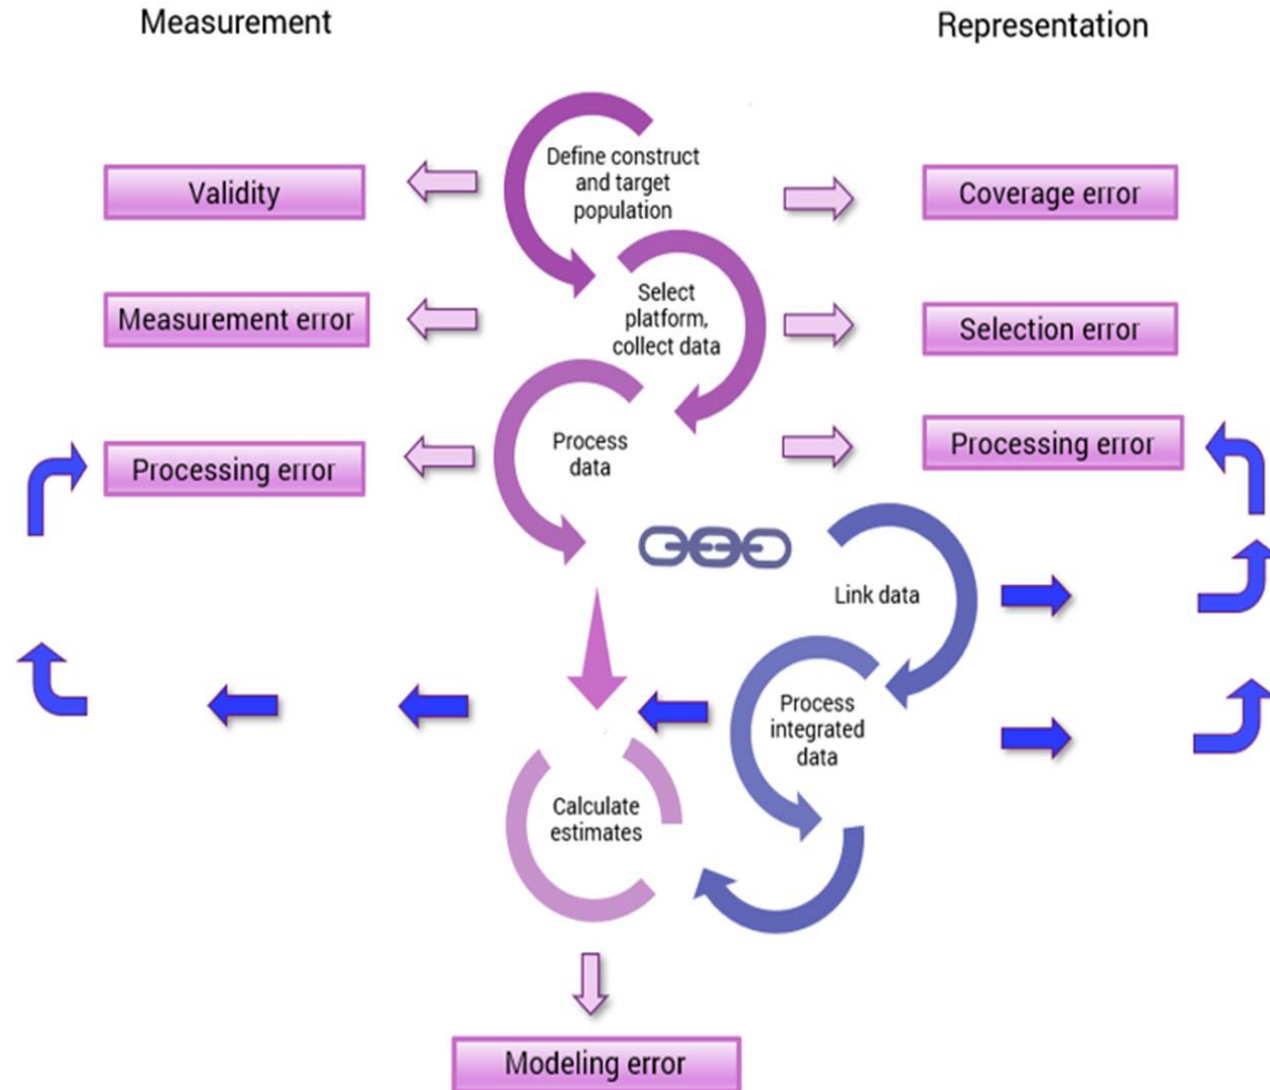 Measurement
Representation
Define construct
and target
population
Validity
Coverage error
Select
platform,
collect data
Measurement error
Selection error
Process
data
Processing error
Processing error
Link data
Process
integrated
data
Calculate
estimates
Modeling error